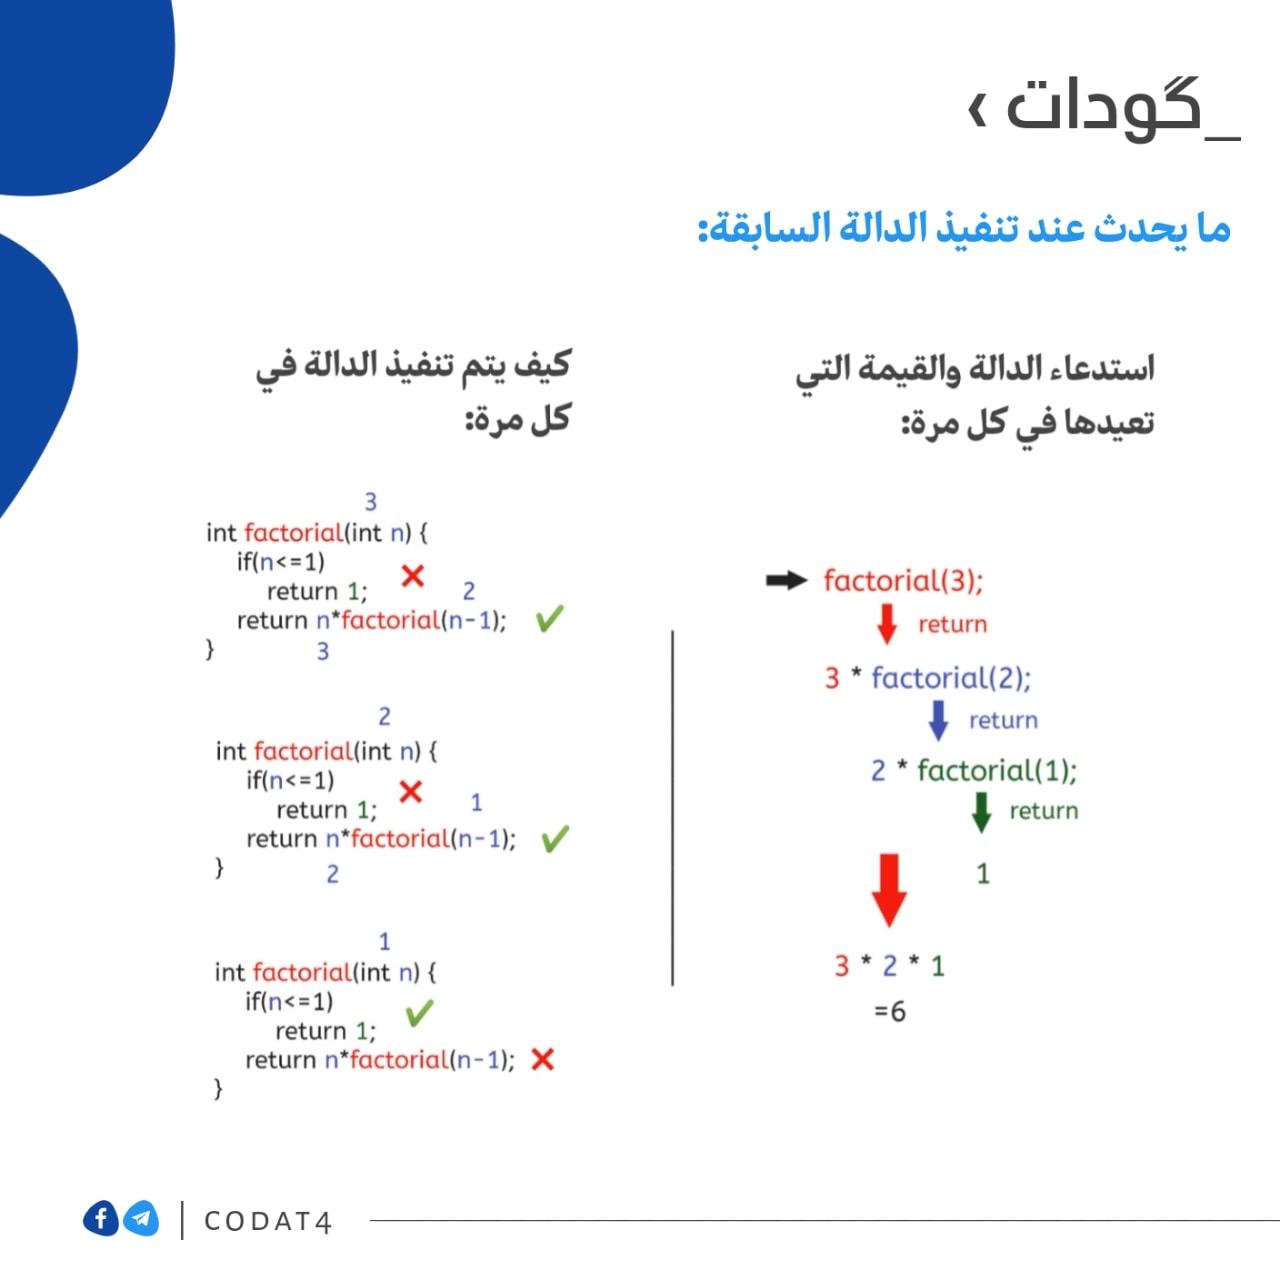 _گودات ›
ما يحدث عند تنفيذ الدالة السابقة:
استدعاء الدالة والقيمة التي
تعيدها في كل مرة:
factorial(3);
return
3 * factorial(2);
return
2 * factorial(1);
return
1
3 * 2 * 1
=6
كيف يتم تنفيذ الدالة في
كل مرة:
3
int factorial(int n) {
if(n<=1)
return 1;
2
return n*factorial(n-1);
}
3
2
int factorial(int n) {
if(n<=1)
return 1;
1
return n*factorial(n-1);
}
2
1
int factorial(int n) {
if(n<=1)
return 1;
return n*factorial(n-1);
}
CODAT4